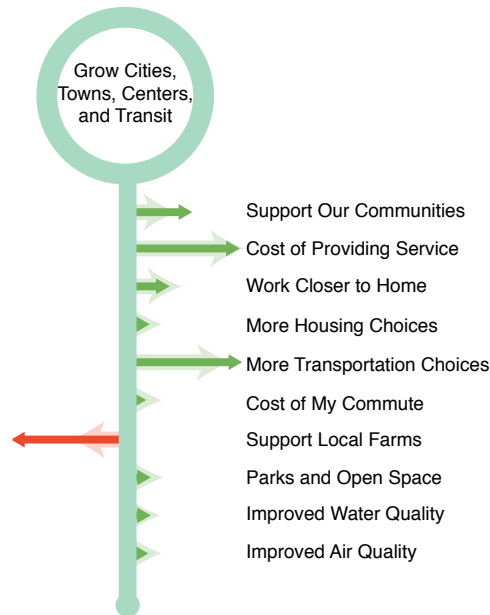 Grow Cities,
Towns, Centers,
and Transit
Support Our Communities
Cost of Providing Service
Work Closer to Home
More Housing Choices
More Transportation Choices
Cost of My Commute
Support Local Farms
Parks and Open Space
Improved Water Quality
Improved Air Quality